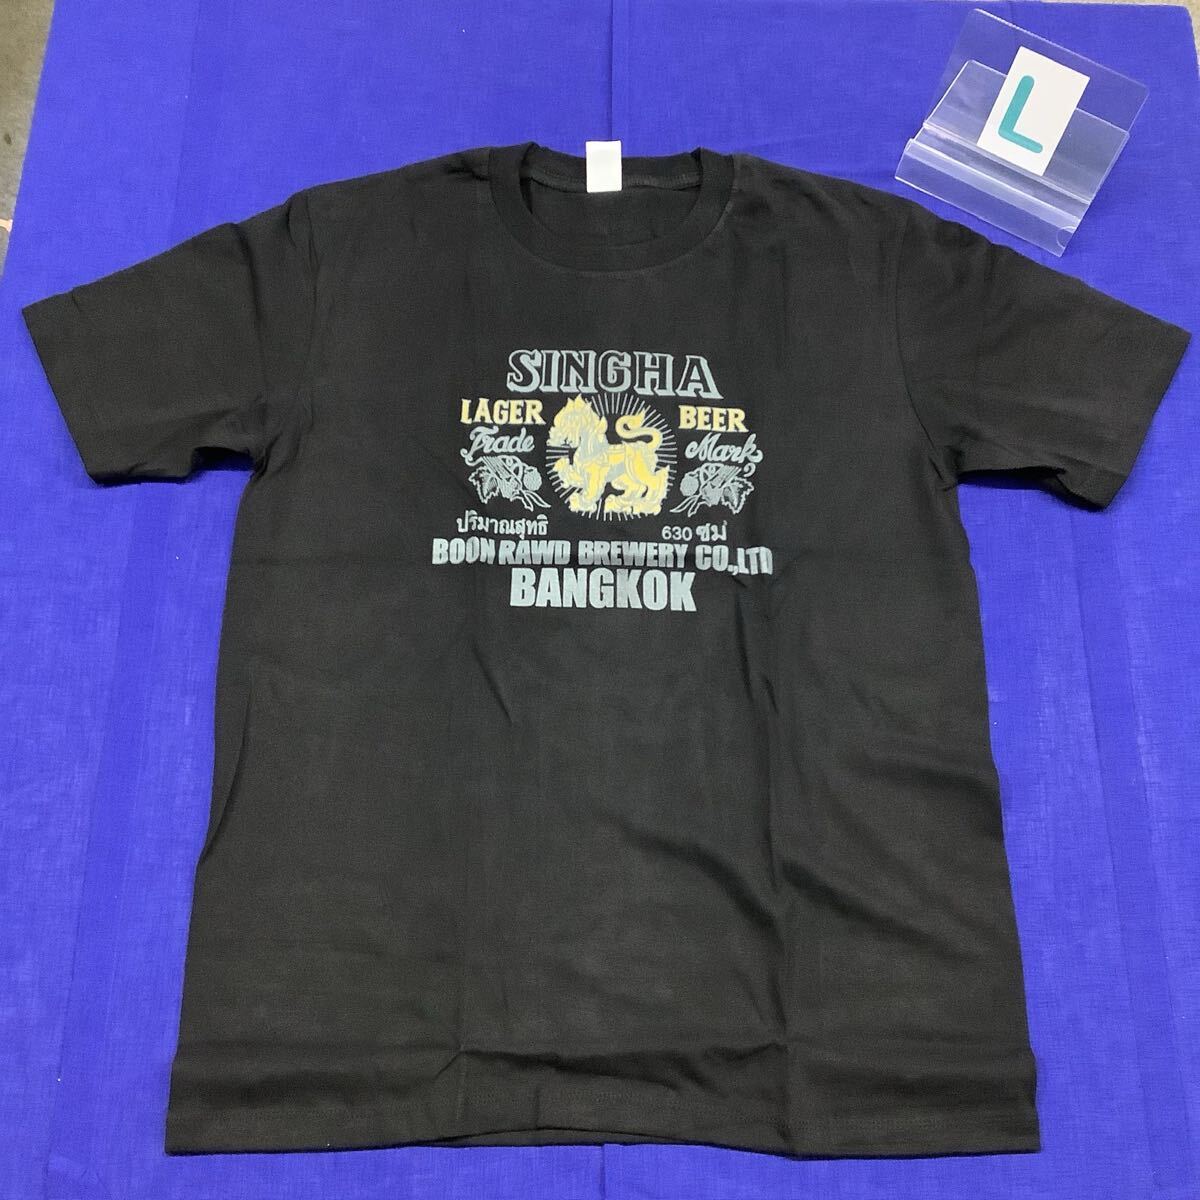 L
SINGHA
LAGER BEER
Trade Mark
ปริมาณสุทธิ 630 ซม
BOON RAWD BREWERY CO.,LTD
BANGKOK